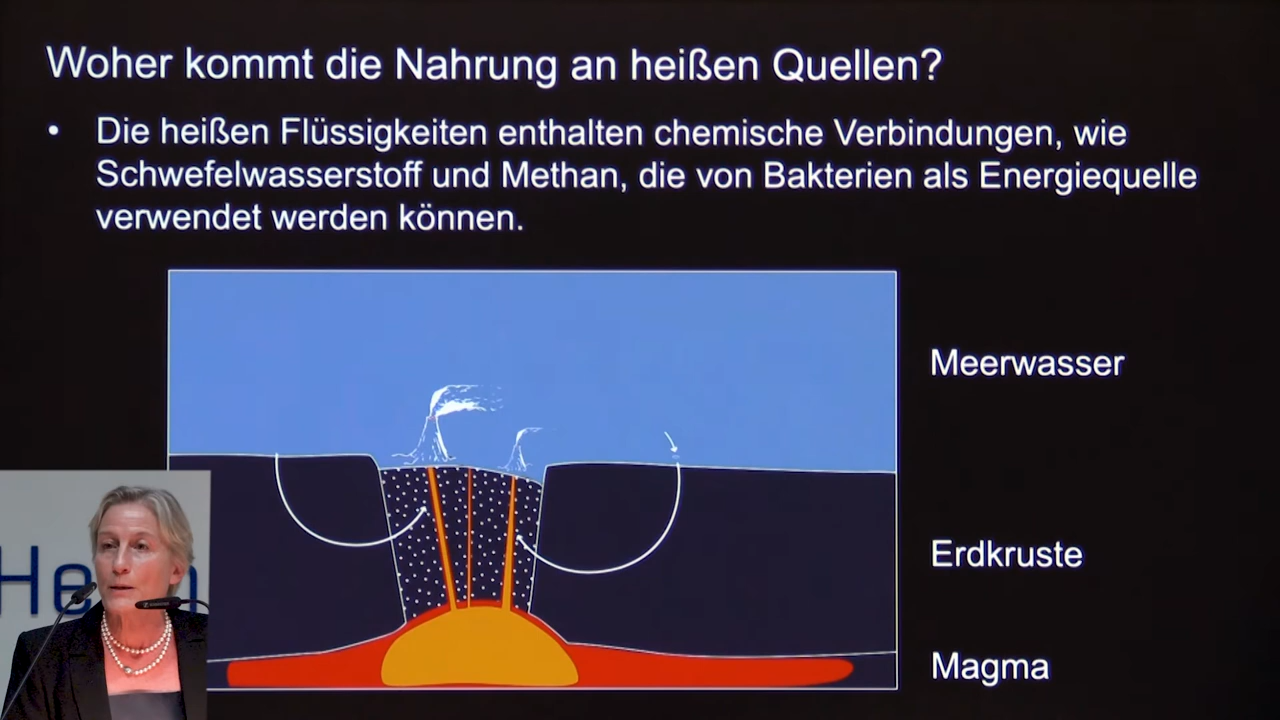 Woher kommt die Nahrung an heißen Quellen?
• Die heißen Flüssigkeiten enthalten chemische Verbindungen, wie
Schwefelwasserstoff und Methan, die von Bakterien als Energiequelle
verwendet werden können.
Meerwasser
Erdkruste
Magma